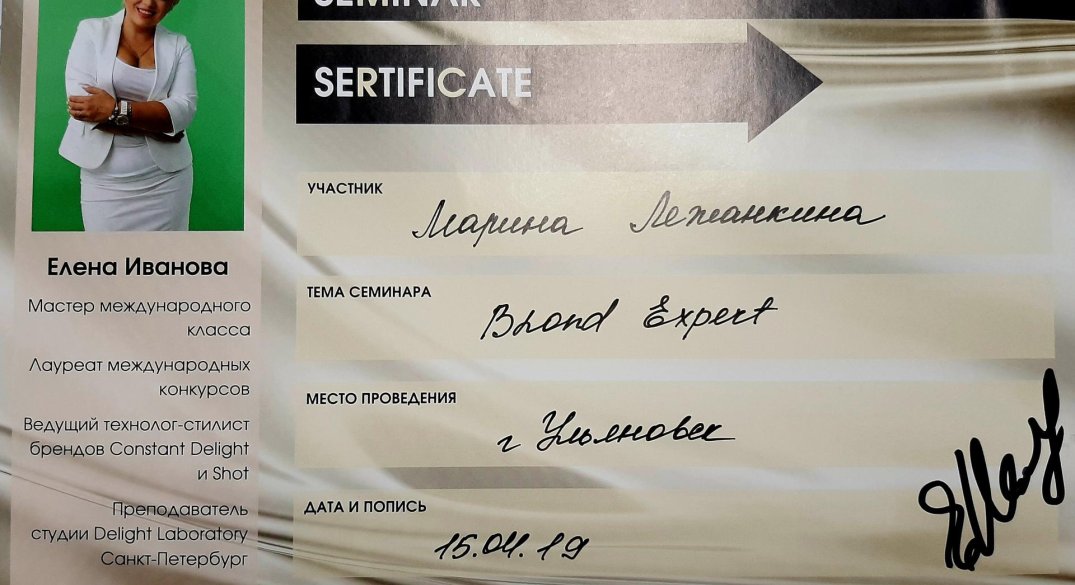 SEMINAR
SERTIFICATE
УЧАСТНИК
Марина Лежанкина
ТЕМА СЕМИНАРА
Blond Expert
МЕСТО ПРОВЕДЕНИЯ
г Ульяновск
ДАТА И ПОПИСЬ
15.04.19
Елена Иванова
Мастер международного
класса
Лауреат международных
конкурсов
Ведущий технолог-стилист
брендов Constant Delight
и Shot
Преподаватель
студии Delight Laboratory
Санкт-Петербург